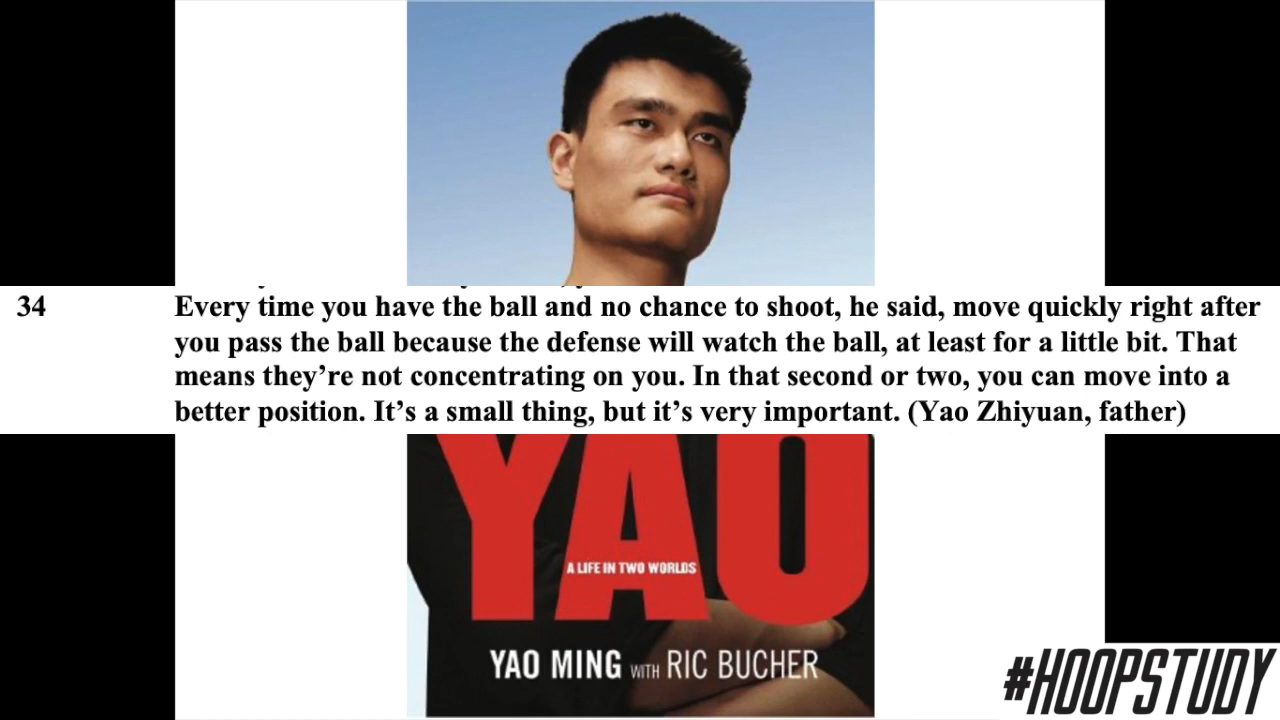 34 Every time you have the ball and no chance to shoot, he said, move quickly right after
you pass the ball because the defense will watch the ball, at least for a little bit. That
means they’re not concentrating on you. In that second or two, you can move into a
better position. It’s a small thing, but it’s very important. (Yao Zhiyuan, father)
YAO
A LIFE IN TWO WORLDS
YAO MING WITH RIC BUCHER
#HOOPSTUDY